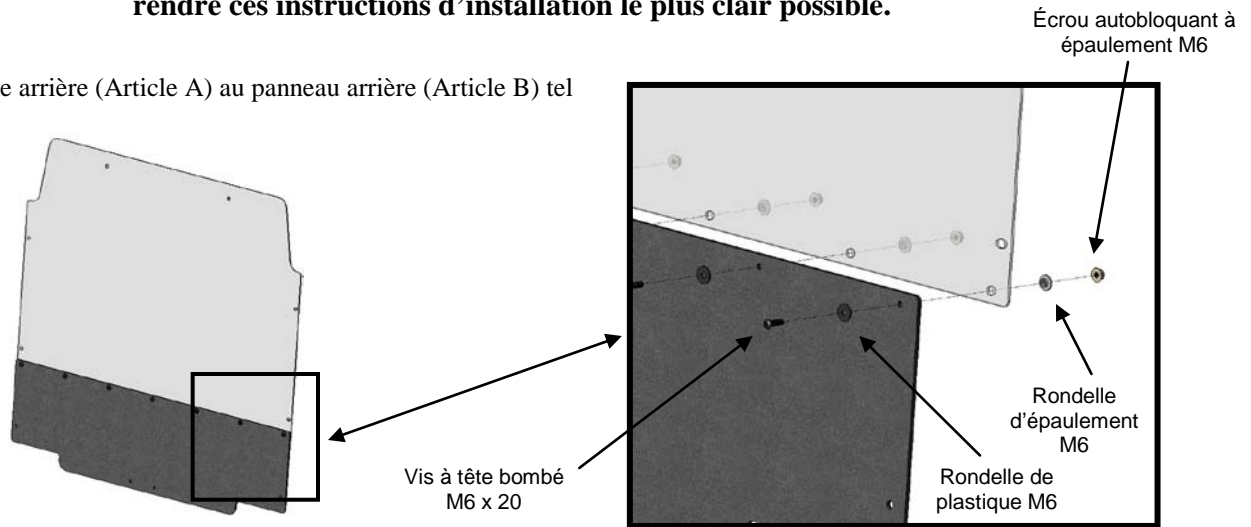 rendre ces instructions d’installation le plus clair possible.
Écrou autobloquant à
épaulement M6
e arrière (Article A) au panneau arrière (Article B) tel
Rondelle
d’épaulement
M6
Vis à tête bombé
M6 x 20
Rondelle de
plastique M6